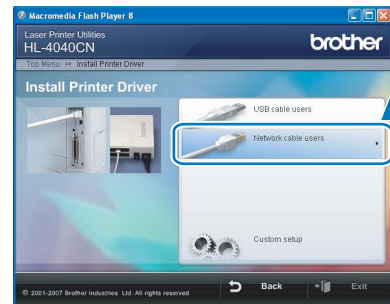 Macromedia Flash Player 8
Laser Printer Utilities
HL-4040CN
brother
Top Menu >> Install Printer Driver
Install Printer Driver
USB cable users
Network cable users
Custom setup
© 2001-2007 Brother Industries Ltd. All rights reserved
Back
Exit